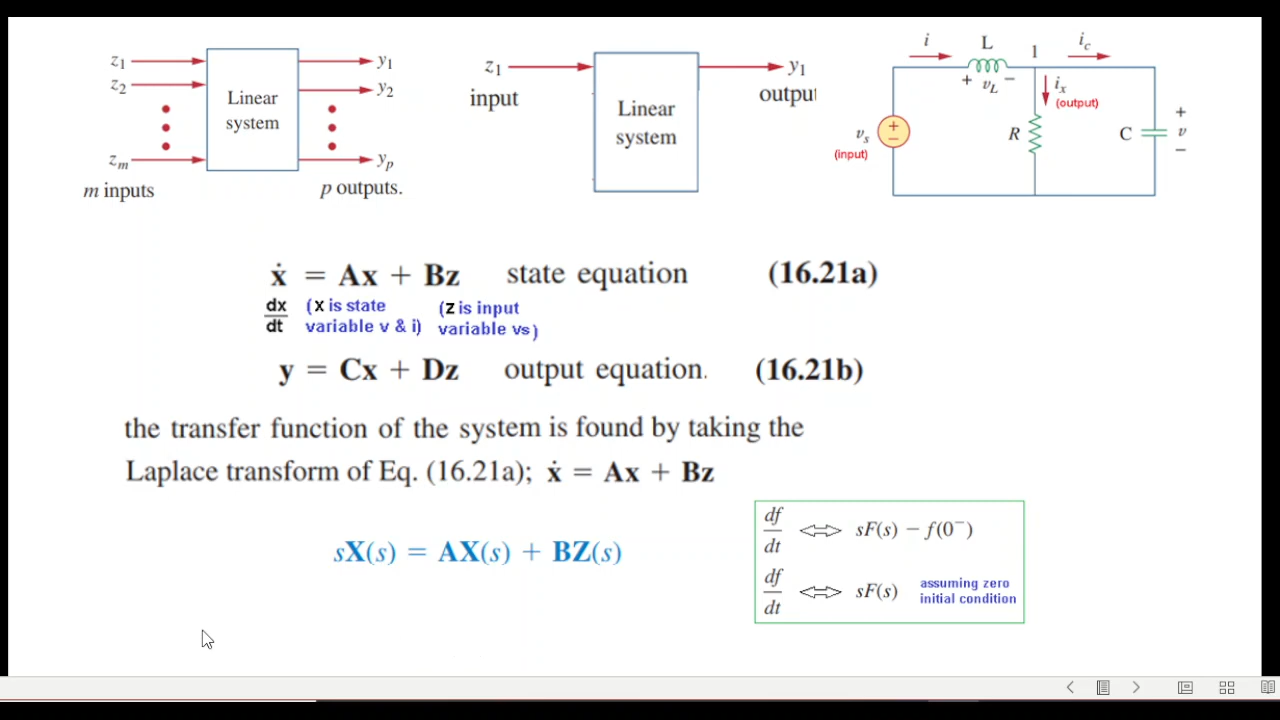 z1
z2
zm
m inputs
Linear
system
y1
y2
yp
p outputs.
z1
input
Linear
system
y1
outpu
i
L
1
ic
+ vL −
ix
(output)
vs
(input)
+
−
R
C
+
v
−
ẋ = Ax + Bz state equation (16.21a)
dx
dt
(x is state
variable v & i)
(z is input
variable vs)
y = Cx + Dz output equation. (16.21b)
the transfer function of the system is found by taking the
Laplace transform of Eq. (16.21a); ẋ = Ax + Bz
sX(s) = AX(s) + BZ(s)
df
dt
⇔ sF(s) − f(0⁻)
df
dt
⇔ sF(s)
assuming zero
initial condition